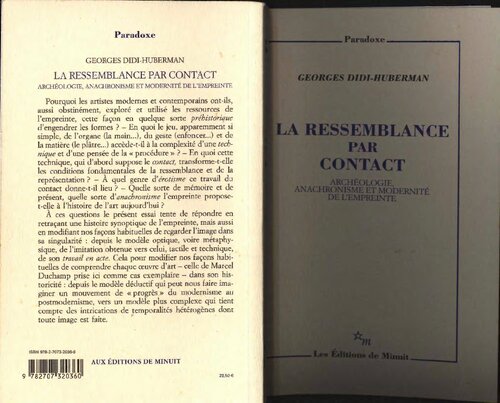 Paradoxe
GEORGES DIDI-HUBERMAN
LA RESSEMBLANCE PAR CONTACT
ARCHÉOLOGIE, ANACHRONISME ET MODERNITÉ DE L'EMPREINTE
Pourquoi les artistes modernes et contemporains ont-ils,
aussi obstinément, exploré et utilisé les ressources de
l'empreinte, cette façon en quelque sorte préhistorique
d'engendrer les formes ? – En quoi le jeu, apparemment si
simple, de l'organe (la main...), du geste (enfoncer...) et de
la matière (le plâtre...) accède-t-il à la complexité d'une tech-
nique et d'une pensée de la « procédure » ? – En quoi cette
technique, qui d'abord suppose le contact, transforme-t-elle
les conditions fondamentales de la ressemblance et de la
représentation ? – À quel genre d'érotisme ce travail du
contact donne-t-il lieu ? – Quelle sorte de mémoire et de
présent, quelle sorte d'anachronisme l'empreinte propose-
t-elle à l'histoire de l'art aujourd'hui ?
À ces questions le présent essai tente de répondre en
retraçant une histoire synoptique de l'empreinte, mais aussi
en modifiant nos façons habituelles de regarder l'image dans
sa singularité : depuis le modèle optique, voire métaphy-
sique, de l'imitation obtenue vers celui, tactile et technique,
de son travail en acte. Cela pour modifier nos façons habi-
tuelles de comprendre chaque œuvre d'art – celle de Marcel
Duchamp prise ici comme cas exemplaire – dans son his-
toricité : depuis le modèle déductif qui peut nous faire ima-
giner un mouvement de « progrès » du modernisme au
postmodernisme, vers un modèle plus complexe qui tient
compte des intrications de temporalités hétérogènes dont
toute image est faite.
ISBN 978-2-7073-2036-0
AUX ÉDITIONS DE MINUIT
9 782707 320360
22,50 €
Paradoxe
GEORGES DIDI-HUBERMAN
LA RESSEMBLANCE
PAR
CONTACT
ARCHÉOLOGIE,
ANACHRONISME ET MODERNITÉ
DE L'EMPREINTE
Les Éditions de Minuit